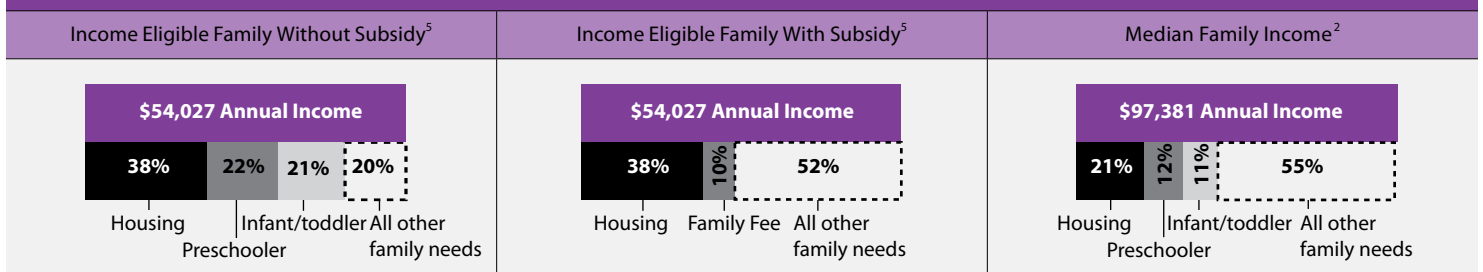 Income Eligible Family Without Subsidy5
Income Eligible Family With Subsidy5
Median Family Income2
$54,027 Annual Income
38% 22% 21% 20%
Housing Infant/toddler All other
Preschooler family needs
$54,027 Annual Income
38% 10% 52%
Housing Family Fee All other
family needs
$97,381 Annual Income
21% 12% 11% 55%
Housing Infant/toddler All other
Preschooler family needs